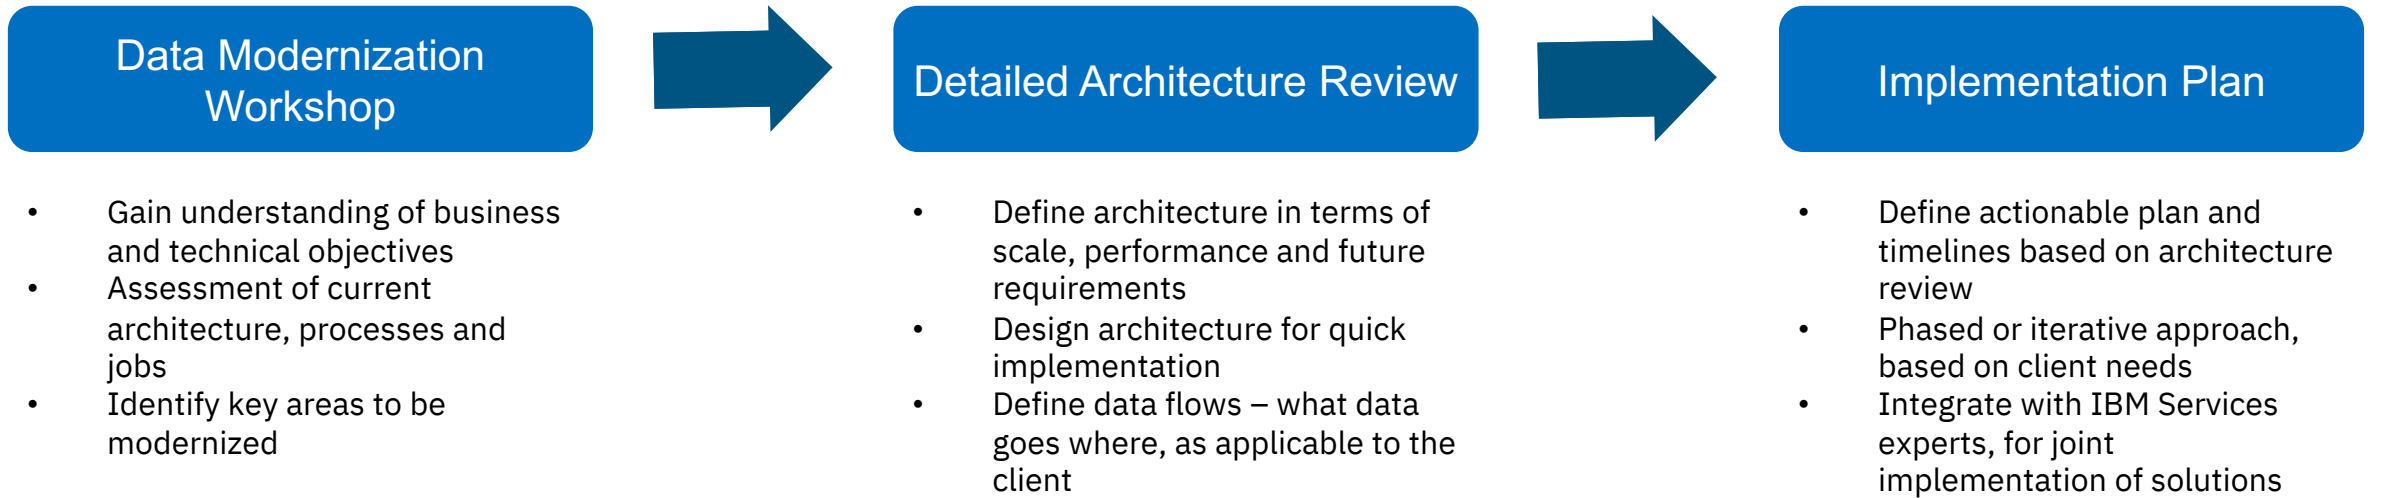 Data Modernization
Workshop
• Gain understanding of business
and technical objectives
• Assessment of current
architecture, processes and
jobs
• Identify key areas to be
modernized
Detailed Architecture Review
• Define architecture in terms of
scale, performance and future
requirements
• Design architecture for quick
implementation
• Define data flows – what data
goes where, as applicable to the
client
Implementation Plan
• Define actionable plan and
timelines based on architecture
review
• Phased or iterative approach,
based on client needs
• Integrate with IBM Services
experts, for joint
implementation of solutions